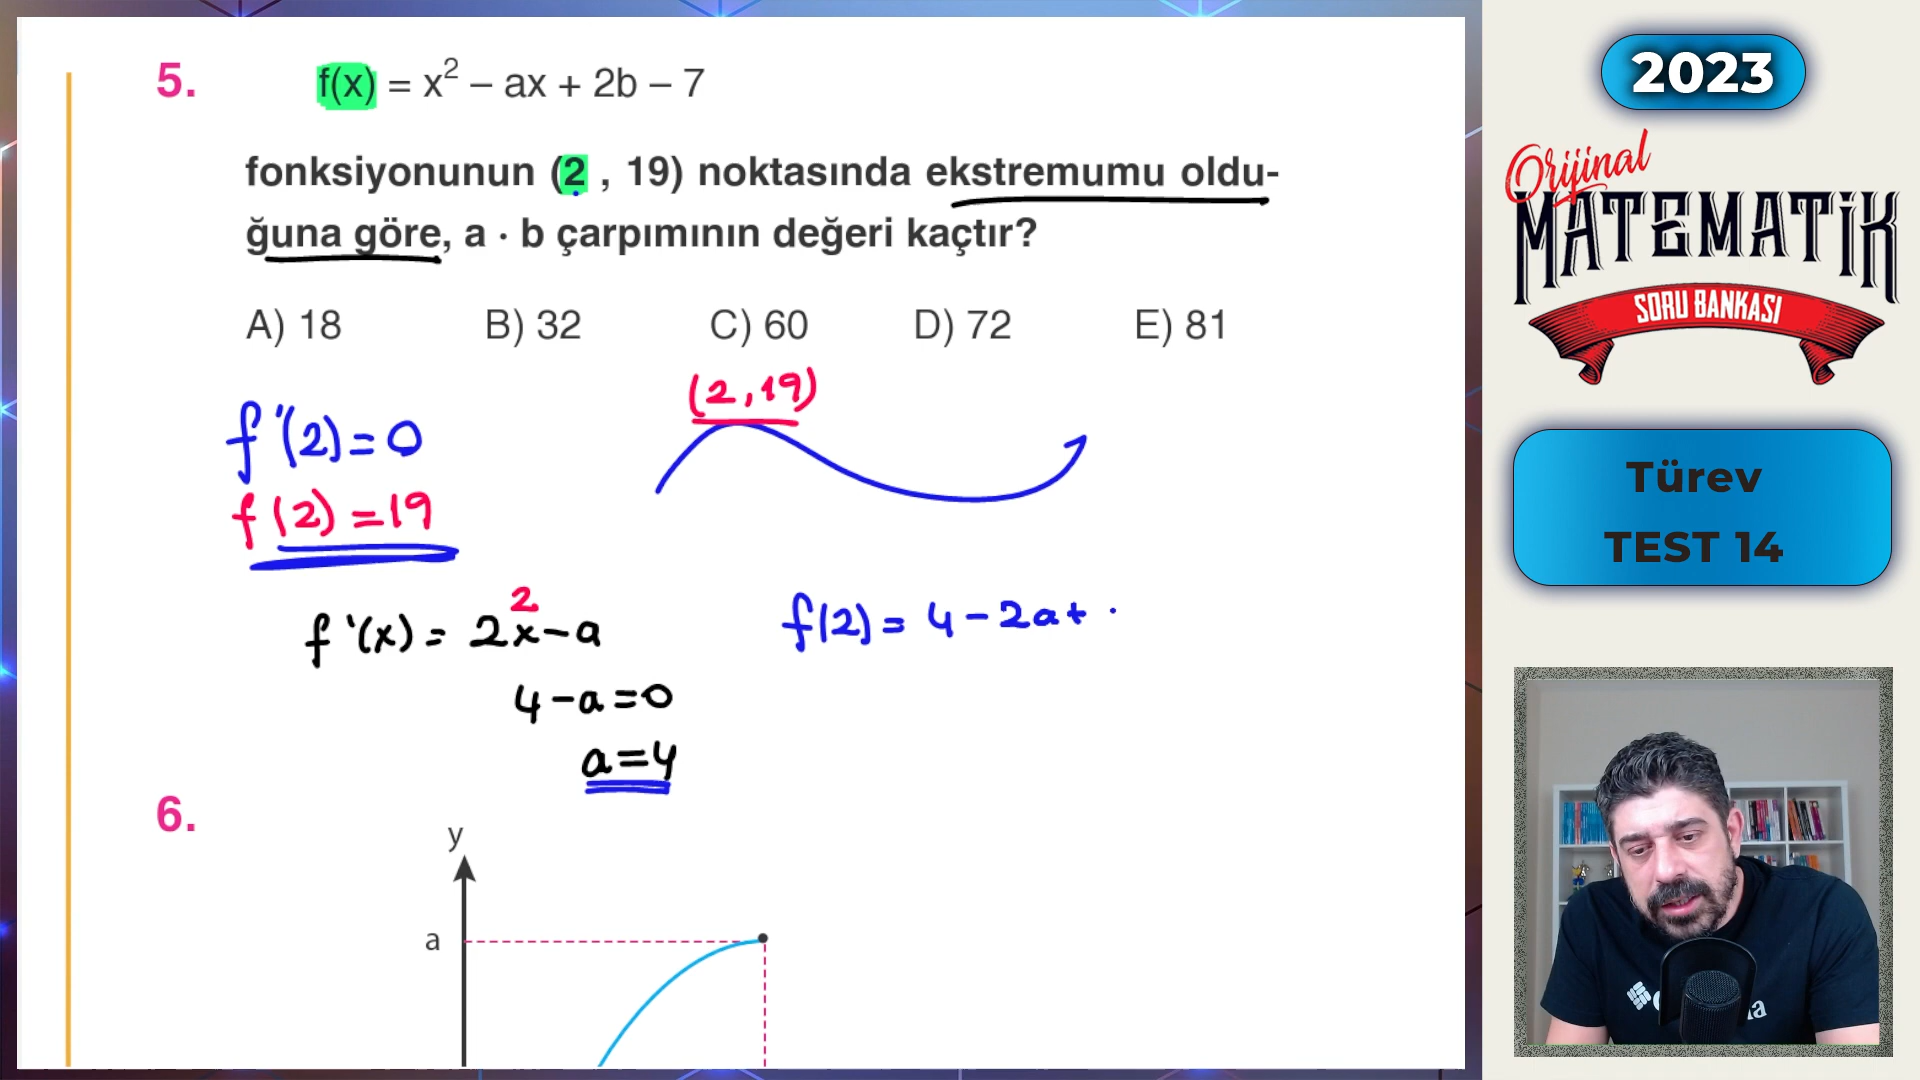 5. f(x) = x² – ax + 2b – 7
fonksiyonunun (2 , 19) noktasında ekstremumu oldu-
ğuna göre, a · b çarpımının değeri kaçtır?
A) 18 B) 32 C) 60 D) 72 E) 81
(2,19)
f'(2)=0
f(2)=19
2
f'(x)= 2x-a
4-a=0
a=4
f(2)= 4-2a+
6.
y
a
2023
Orijinal
MATEMATİK
SORU BANKASI
Türev
TEST 14